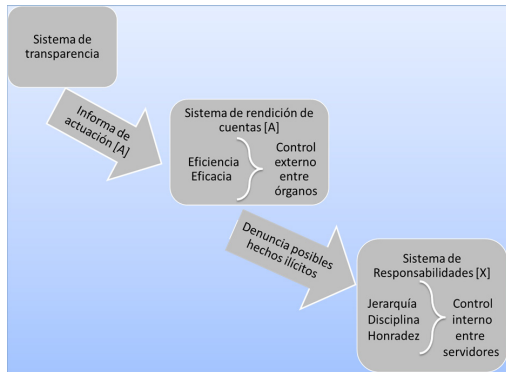 Sistema de
transparencia
Informa de
actuación [A]
Sistema de rendición de
cuentas [A]
Eficiencia
Eficacia
Control
externo
entre
órganos
Denuncia posibles
hechos ilícitos
Sistema de
Responsabilidades [X]
Jerarquía
Disciplina
Honradez
Control
interno
entre
servidores